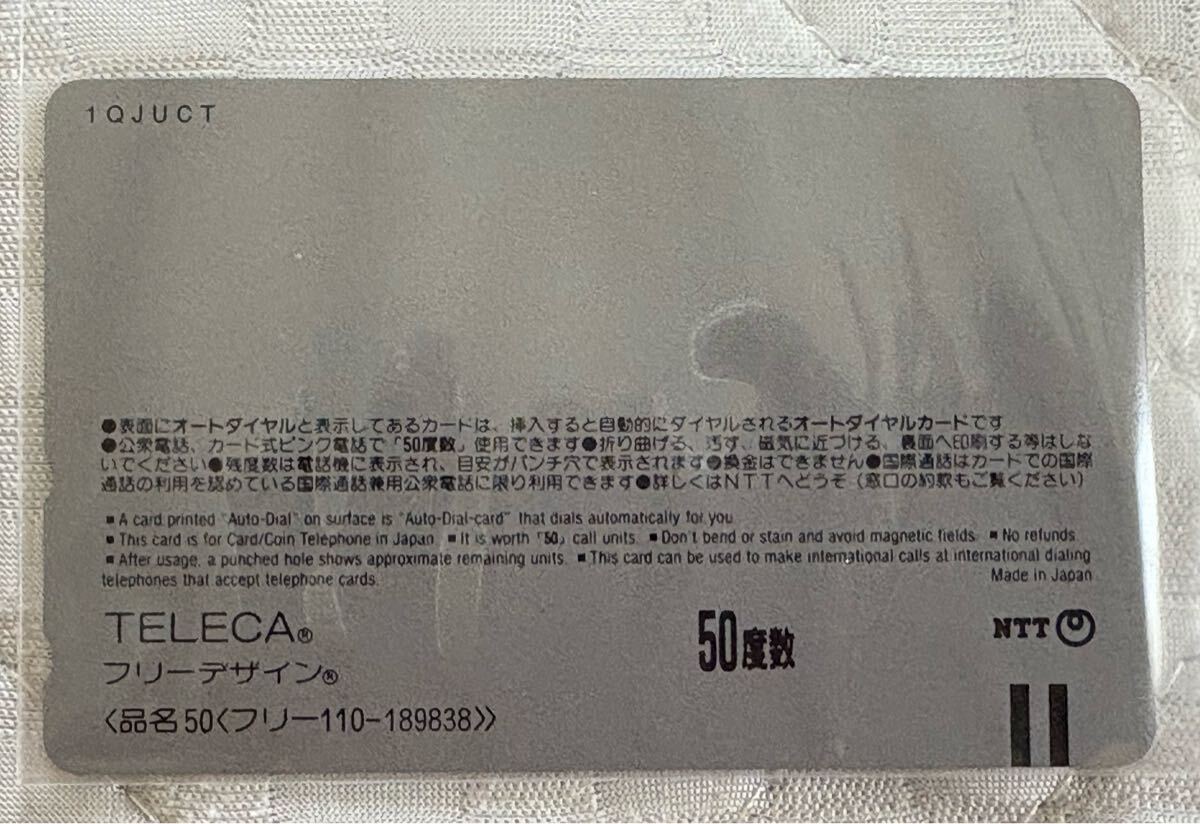 1QJUCT
●表面にオートダイヤルと表示してあるカードは、挿入すると自動的にダイヤルされるオートダイヤルカードです
●公衆電話、カード式ピンク電話で「50度数」使用できます●折り曲げる、汚す、磁気に近づける、裏面へ印刷する等はしな
いでください●残度数は電話機に表示され、目安がパンチ穴で表示されます●換金はできません●国際通話はカードでの国際
通話の利用を認めている国際通話兼用公衆電話に限り利用できます●詳しくはNTTへどうぞ（窓口の約款もご覧ください）
■A card printed "Auto-Dial" on surface is "Auto-Dial-card" that dials automatically for you
■This card is for Card/Coin Telephone in Japan. ■It is worth「50」call units. ■Don't bend or stain and avoid magnetic fields. ■No refunds.
■After usage, a punched hole shows approximate remaining units. ■This card can be used to make international calls at international dialing
telephones that accept telephone cards.
Made in Japan
TELECA®
50度数
NTT
フリーデザイン®
〈品名50〈フリー110-189838〉〉